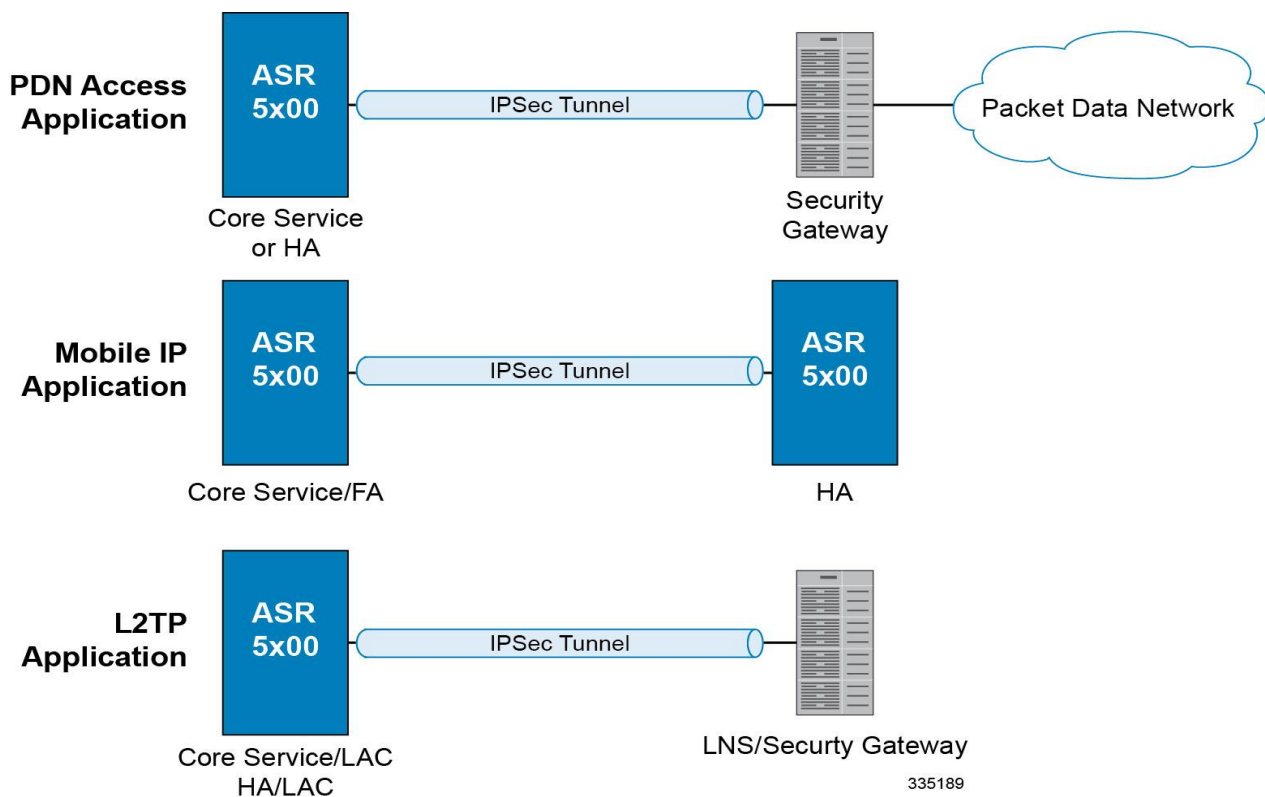 PDN Access
Application
ASR
5x00
IPSec Tunnel
Packet Data Network
Core Service
or HA
Security
Gateway
Mobile IP
Application
ASR
5x00
IPSec Tunnel
ASR
5x00
Core Service/FA
HA
L2TP
Application
ASR
5x00
IPSec Tunnel
Core Service/LAC
HA/LAC
LNS/Securty Gateway
335189